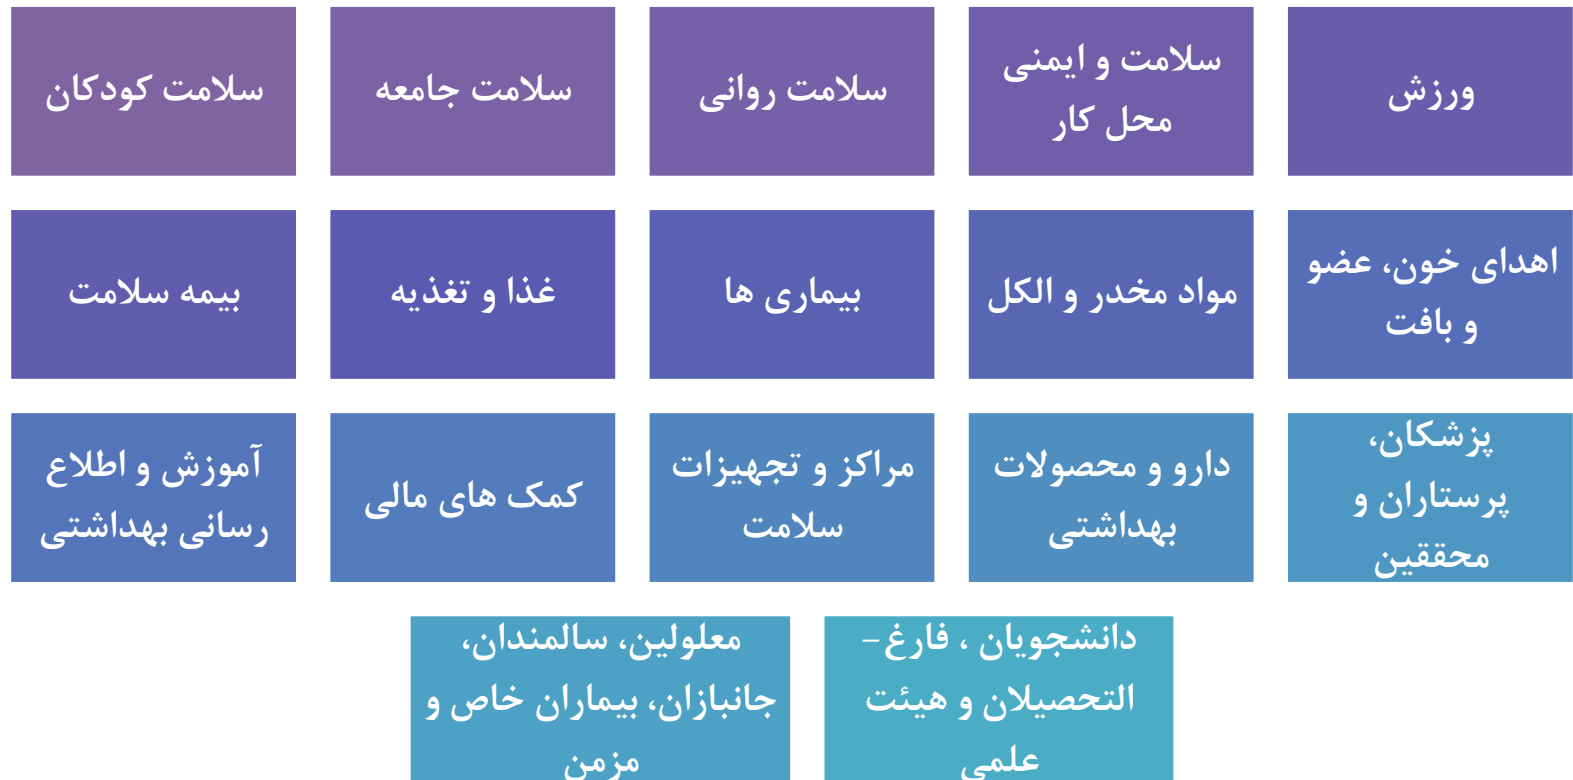 ورزش
سلامت و ایمنی
محل کار
سلامت روانی
سلامت جامعه
سلامت کودکان
اهدای خون، عضو
و بافت
مواد مخدر و الکل
بیماری ها
غذا و تغذیه
بیمه سلامت
پزشکان،
پرستاران و
محققین
دارو و محصولات
بهداشتی
مراکز و تجهیزات
سلامت
کمک های مالی
آموزش و اطلاع
رسانی بهداشتی
دانشجویان ، فارغ-
التحصیلان و هیئت
علمی
معلولین، سالمندان،
جانبازان، بیماران خاص و
مزمن